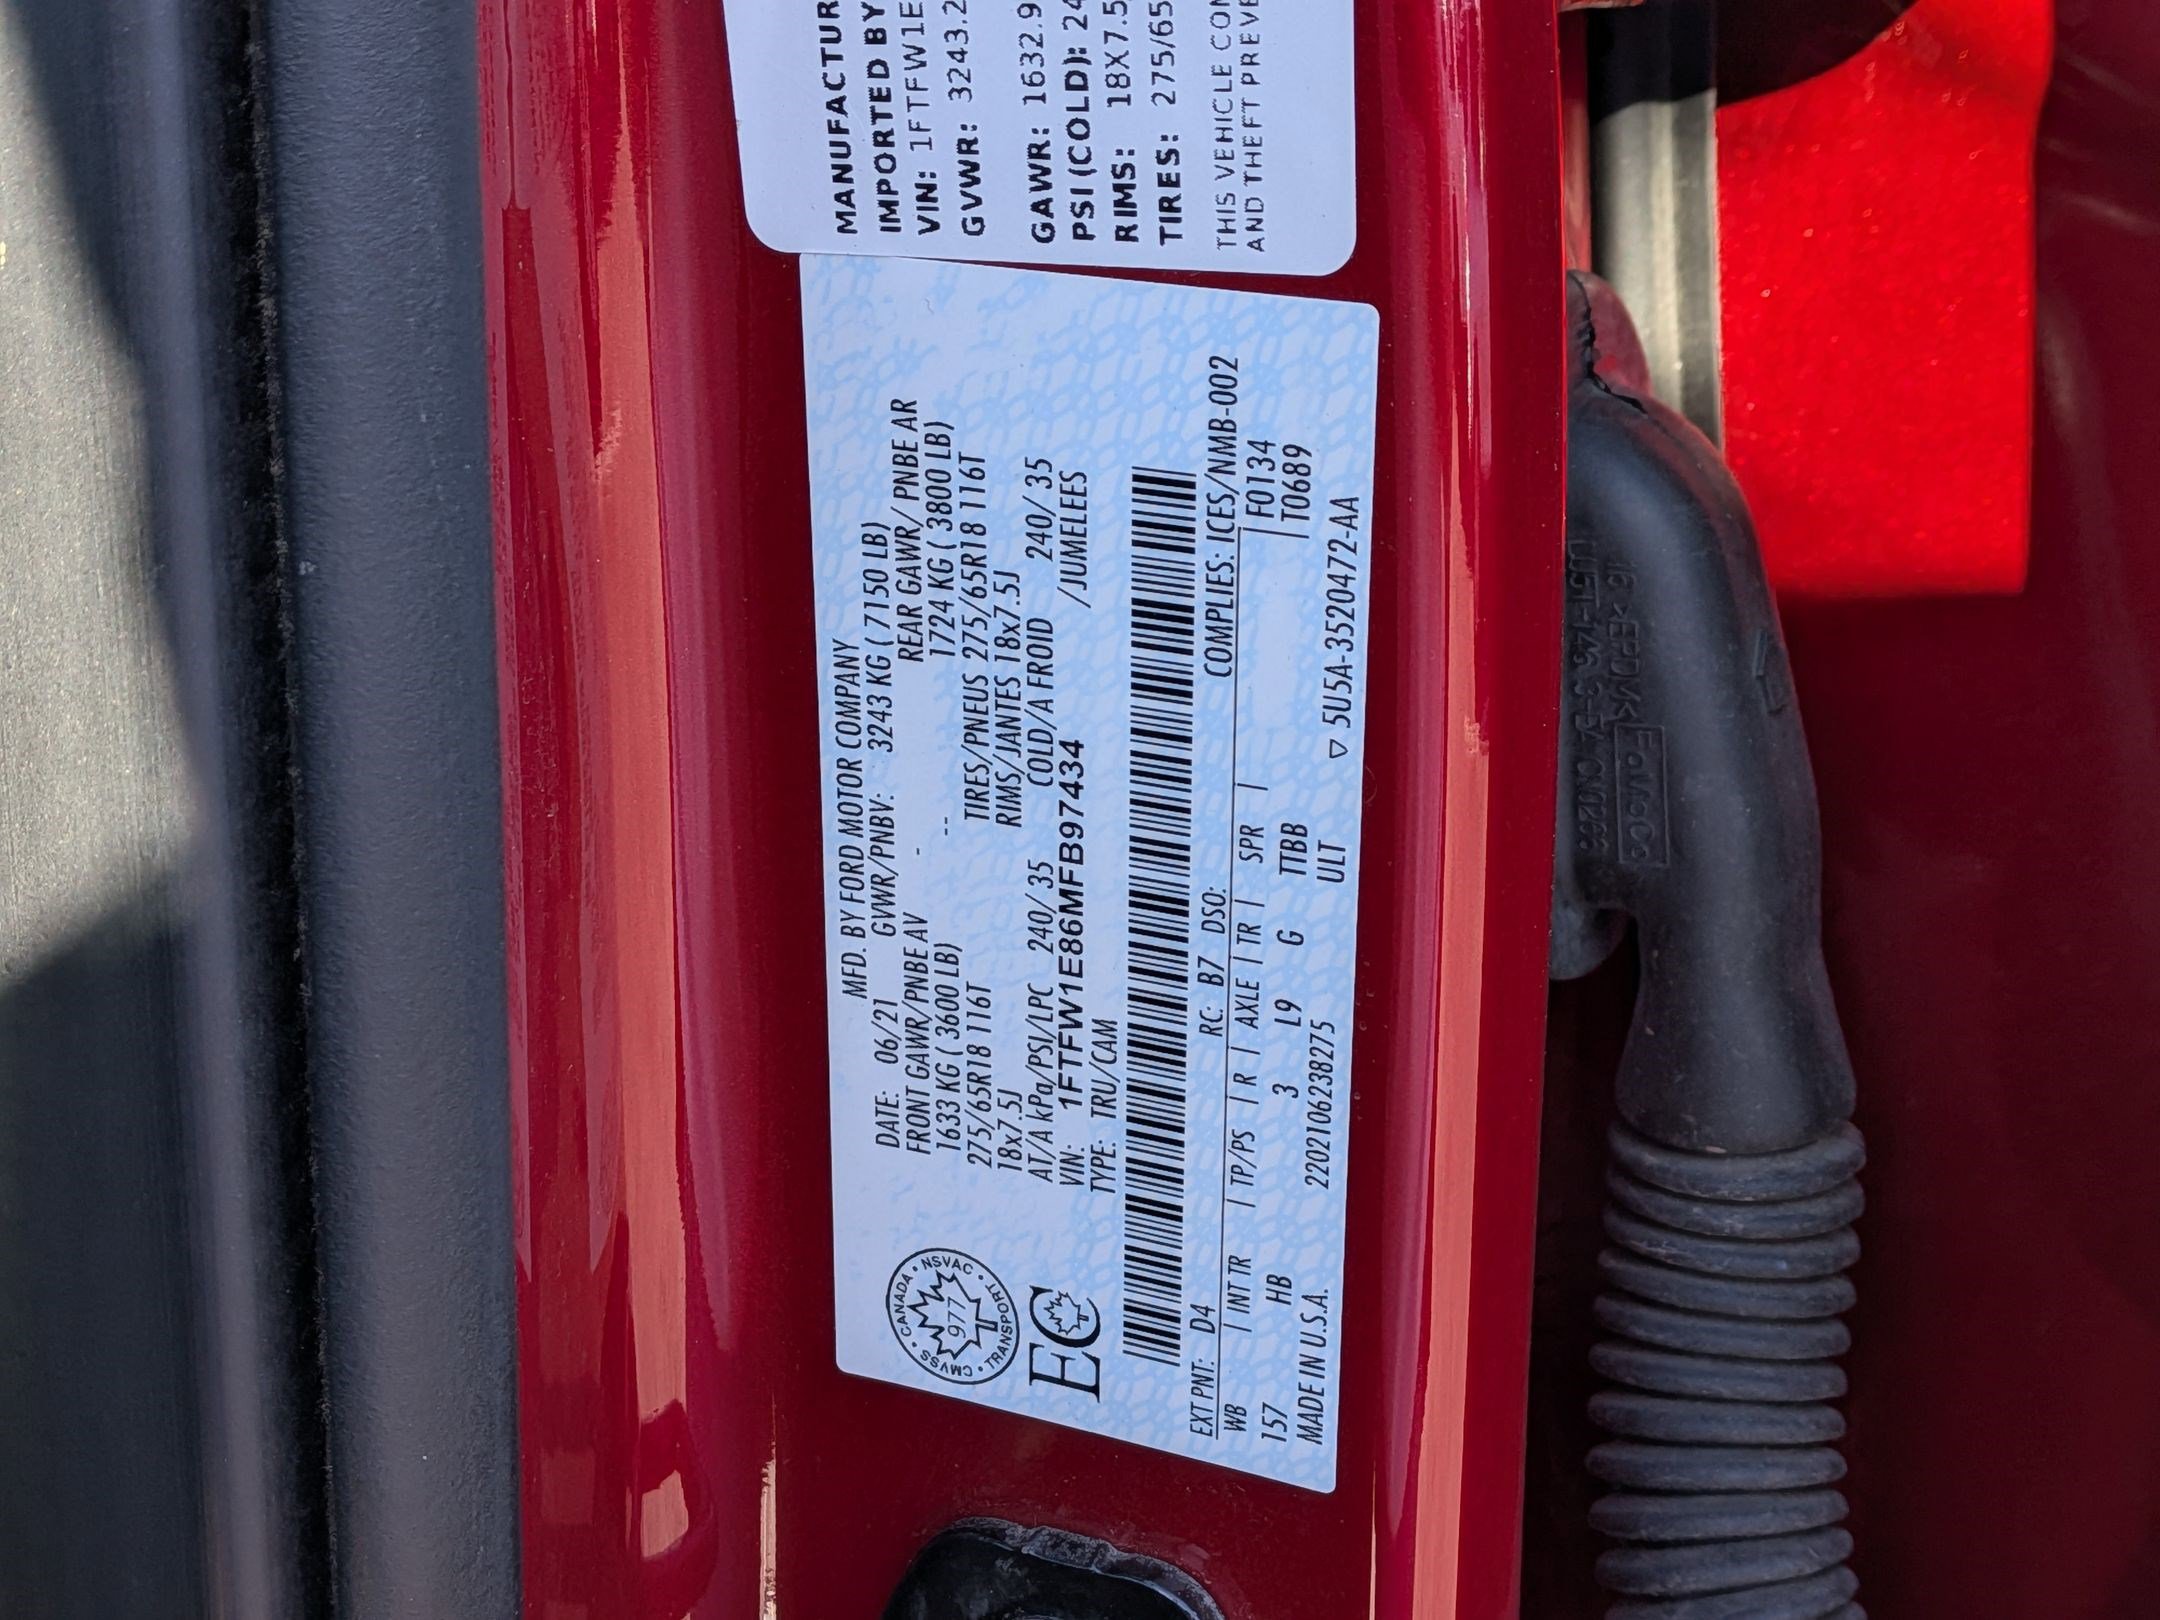 MANUFACTUR
IMPORTED BY
VIN: 1FTFW1E
GVWR: 3243.2
GAWR: 1632.9
PSI(COLD): 24
RIMS: 18X7.5
TIRES: 275/65
THIS VEHICLE CON
AND THEFT PREVE
MFD. BY FORD MOTOR COMPANY
DATE: 06/21 GVWR/PNBV: 3243 KG ( 7150 LB)
FRONT GAWR/PNBE AV - REAR GAWR/ PNBE AR
1633 KG ( 3600 LB) -- 1724 KG ( 3800 LB)
275/65R18 116T TIRES/PNEUS 275/65R18 116T
18x7.5J RIMS/JANTES 18x7.5J
AT/A kPa/PSI/LPC 240/ 35 COLD/A FROID 240/ 35
VIN: 1FTFW1E86MFB97434 /JUMELEES
TYPE: TRU/CAM
CANADA • NSVAC • TRANSPORT • CMVSS •
977
EC
EXT PNT: D4 RC: B7 DSO: COMPLIES: ICES/NMB-002
WB | INT TR | TP/PS | R | AXLE | TR | SPR | | F0134
157 HB 3 L9 G TTBB | T0689
MADE IN U.S.A. 2202106238275 ULT ▽ 5U5A-3520472-AA
FoMoCo